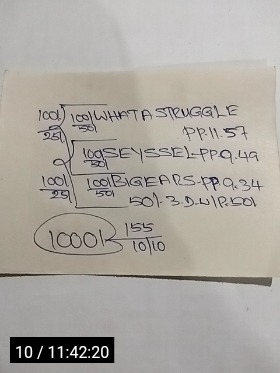 100/25 100/50 WHATASTRUGGLE
PP.11.57
100/50 SEYSSEL-PP.9.49
100/25 100/50 BIGEARS-PP.9.34
50/.3.D.W/P.50/
1000/ 155
10/10
10 / 11:42:20